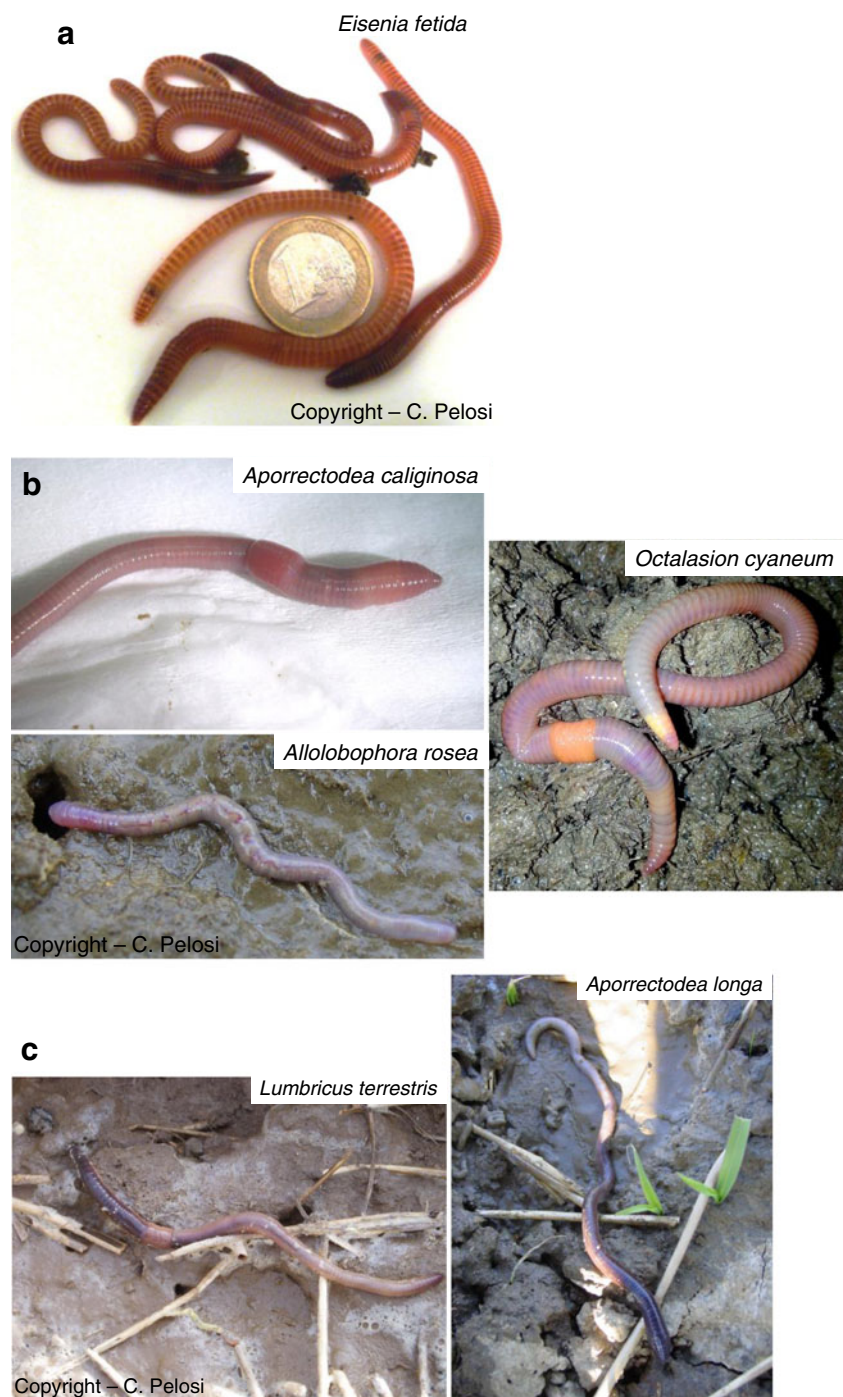 a
Eisenia fetida
Copyright – C. Pelosi
b
Aporrectodea caliginosa
Octalasion cyaneum
Allolobophora rosea
Copyright – C. Pelosi
Aporrectodea longa
c
Lumbricus terrestris
Copyright – C. Pelosi